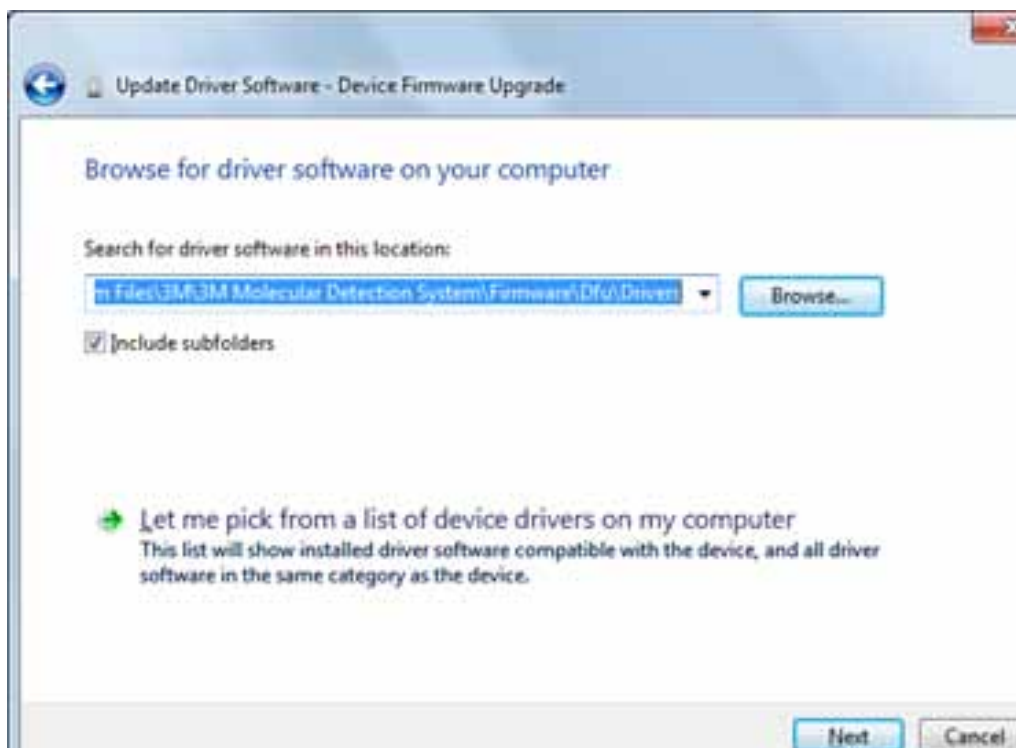 Update Driver Software - Device Firmware Upgrade
Browse for driver software on your computer
Search for driver software in this location:
m Files\3M\3M Molecular Detection System\Firmware\Dfu\Driver
Browse...
Include subfolders
Let me pick from a list of device drivers on my computer
This list will show installed driver software compatible with the device, and all driver
software in the same category as the device.
Next
Cancel